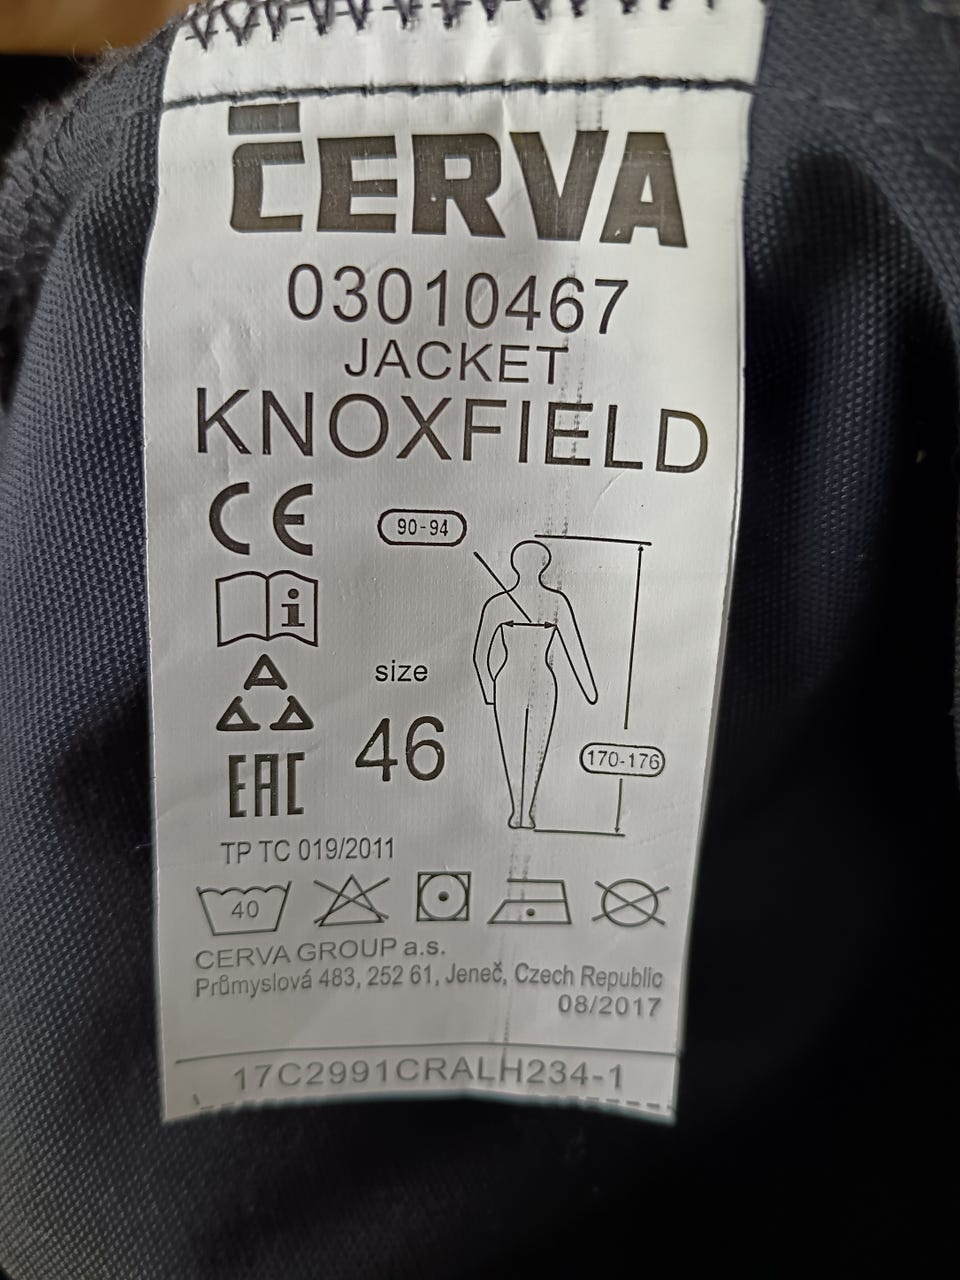 ČERVA
03010467
JACKET
KNOXFIELD
CE
90-94
i
size
46
170-176
EAC
TP TC 019/2011
40
CERVA GROUP a.s.
Průmyslová 483, 252 61, Jeneč, Czech Republic
08/2017
17C2991CRALH234-1